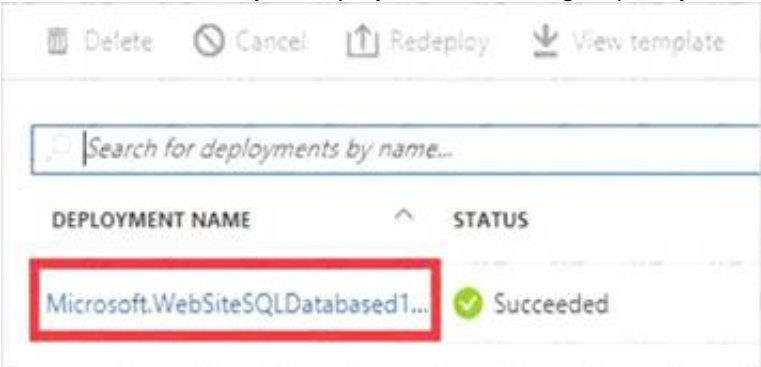 Delete Cancel Redeploy View template
Search for deployments by name...
DEPLOYMENT NAME STATUS
Microsoft.WebSiteSQLDatabased1... Succeeded